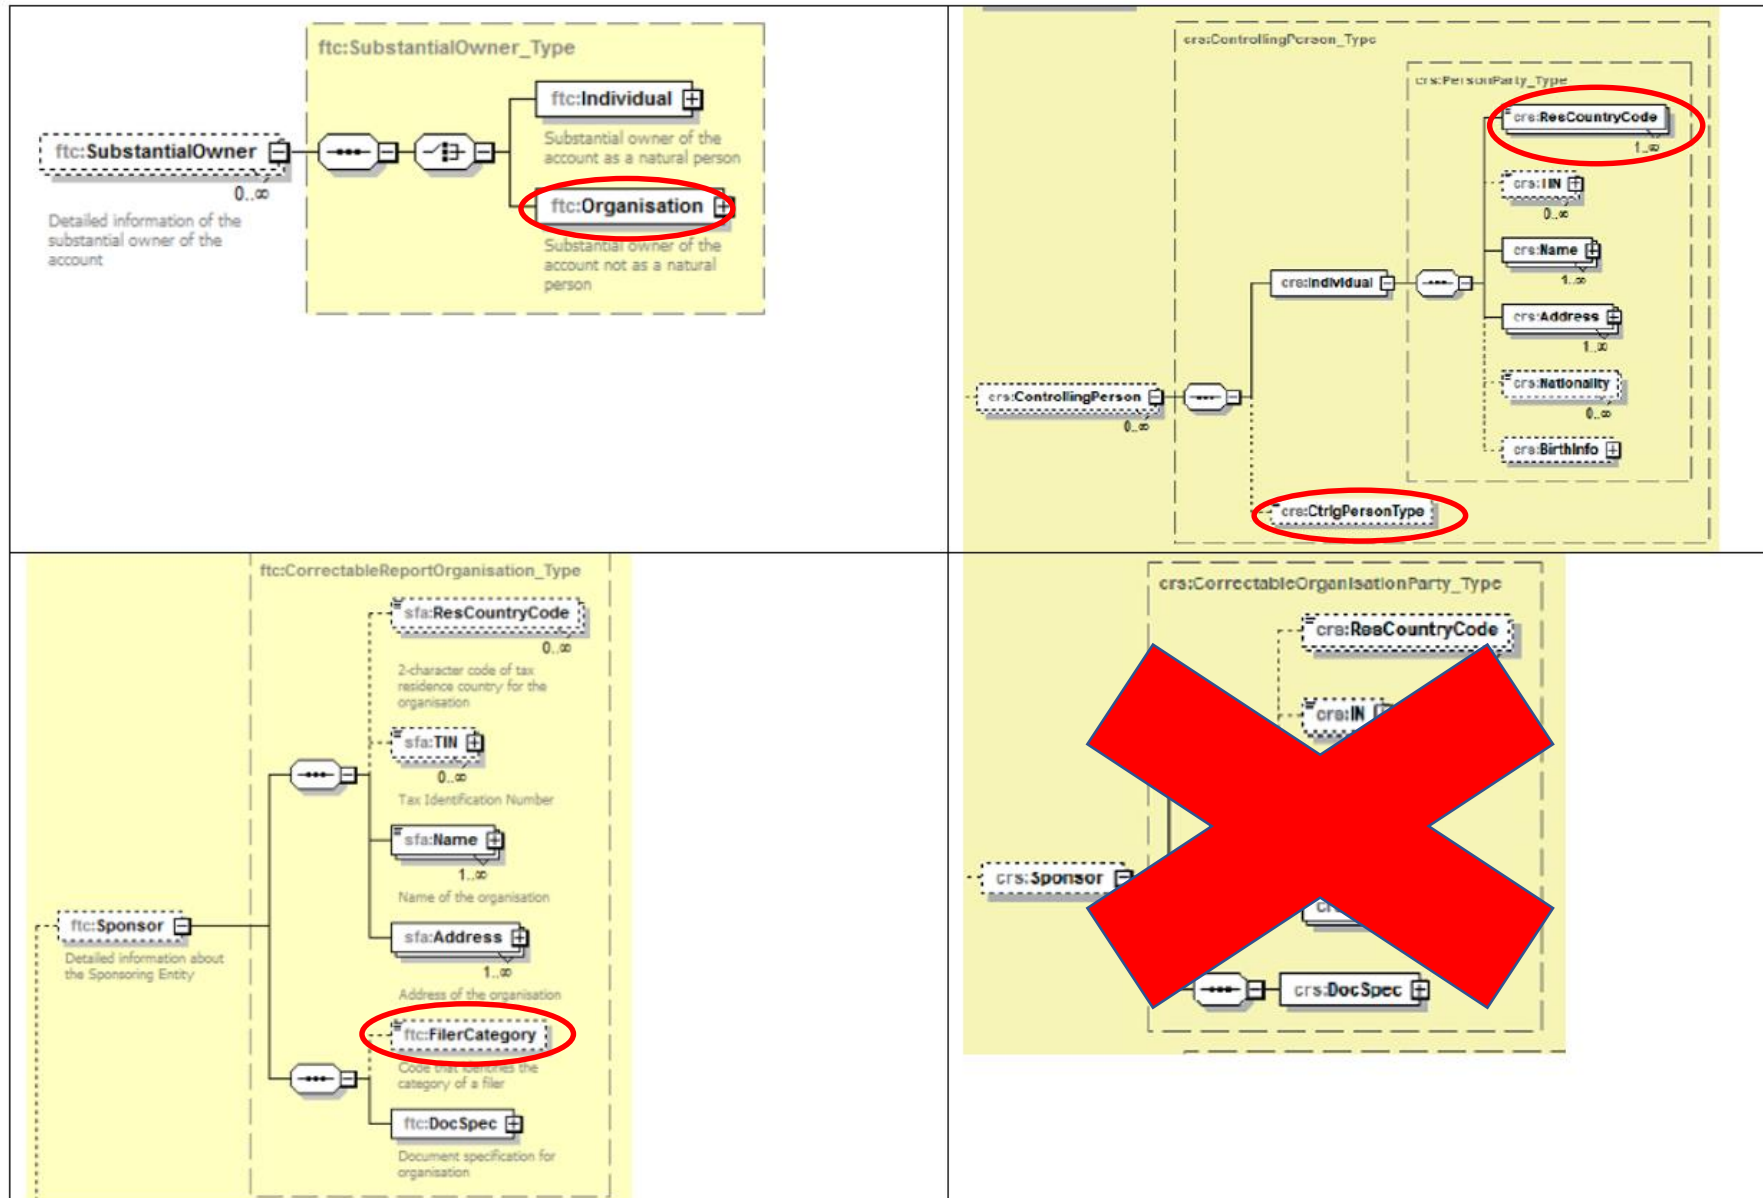 ftc:SubstantialOwner_Type
ftc:Individual
Substantial owner of the
account as a natural person
ftc:SubstantialOwner
0..∞
Detailed information of the
substantial owner of the
account
ftc:Organisation
Substantial owner of the
account not as a natural
person
crs:ControllingPerson_Type
crs:PersonParty_Type
crs:ResCountryCode
1..∞
crs:TIN
0..∞
crs:Name
1..∞
crs:Individual
crs:Address
1..∞
crs:Nationality
0..∞
crs:ControllingPerson
0..∞
crs:BirthInfo
crs:CtrlgPersonType
ftc:CorrectableReportOrganisation_Type
sfa:ResCountryCode
0..∞
2-character code of tax
residence country for the
organisation
sfa:TIN
0..∞
Tax Identification Number
sfa:Name
1..∞
Name of the organisation
ftc:Sponsor
Detailed information about
the Sponsoring Entity
sfa:Address
1..∞
Address of the organisation
ftc:FilerCategory
Code that identifies the
category of a filer
ftc:DocSpec
Document specification for
organisation
crs:CorrectableOrganisationParty_Type
crs:ResCountryCode
crs:IN
crs:Sponsor
crs:DocSpec